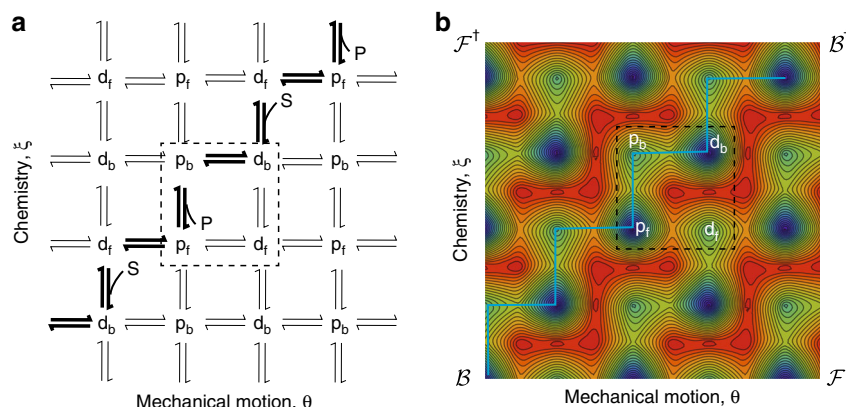 a
P
d_f p_f d_f p_f
S
d_b p_b d_b p_b
P
d_f p_f d_f p_f
S
d_b p_b d_b p_b
Chemistry, ξ
Mechanical motion, θ
b
ℱ† ℬ
p_b d_b
p_f d_f
ℬ ℱ
Chemistry, ξ
Mechanical motion, θ